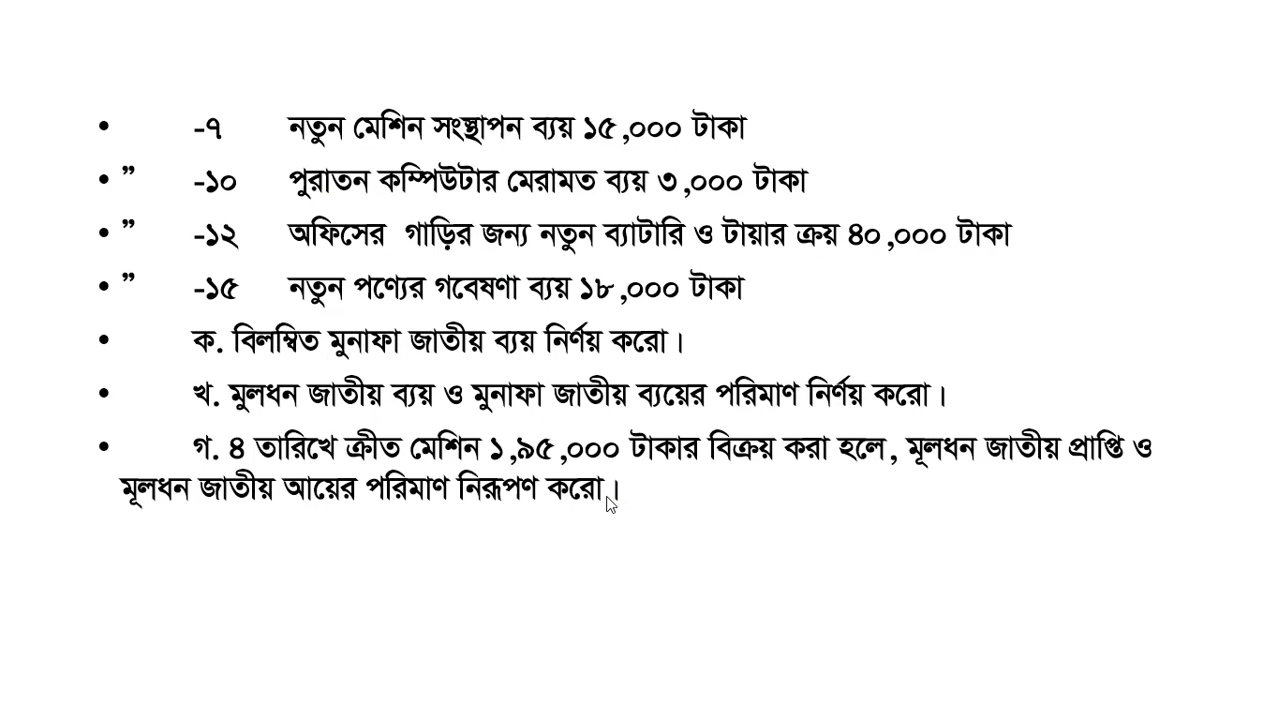 • -৭ নতুন মেশিন সংস্থাপন ব্যয় ১৫,০০০ টাকা
• ” -১০ পুরাতন কম্পিউটার মেরামত ব্যয় ৩,০০০ টাকা
• ” -১২ অফিসের গাড়ির জন্য নতুন ব্যাটারি ও টায়ার ক্রয় ৪০,০০০ টাকা
• ” -১৫ নতুন পণ্যের গবেষণা ব্যয় ১৮,০০০ টাকা
• ক. বিলম্বিত মুনাফা জাতীয় ব্যয় নির্ণয় করো।
• খ. মুলধন জাতীয় ব্যয় ও মুনাফা জাতীয় ব্যয়ের পরিমাণ নির্ণয় করো।
• গ. ৪ তারিখে ক্রীত মেশিন ১,৯৫,০০০ টাকার বিক্রয় করা হলে, মূলধন জাতীয় প্রাপ্তি ও
মূলধন জাতীয় আয়ের পরিমাণ নিরূপণ করো।